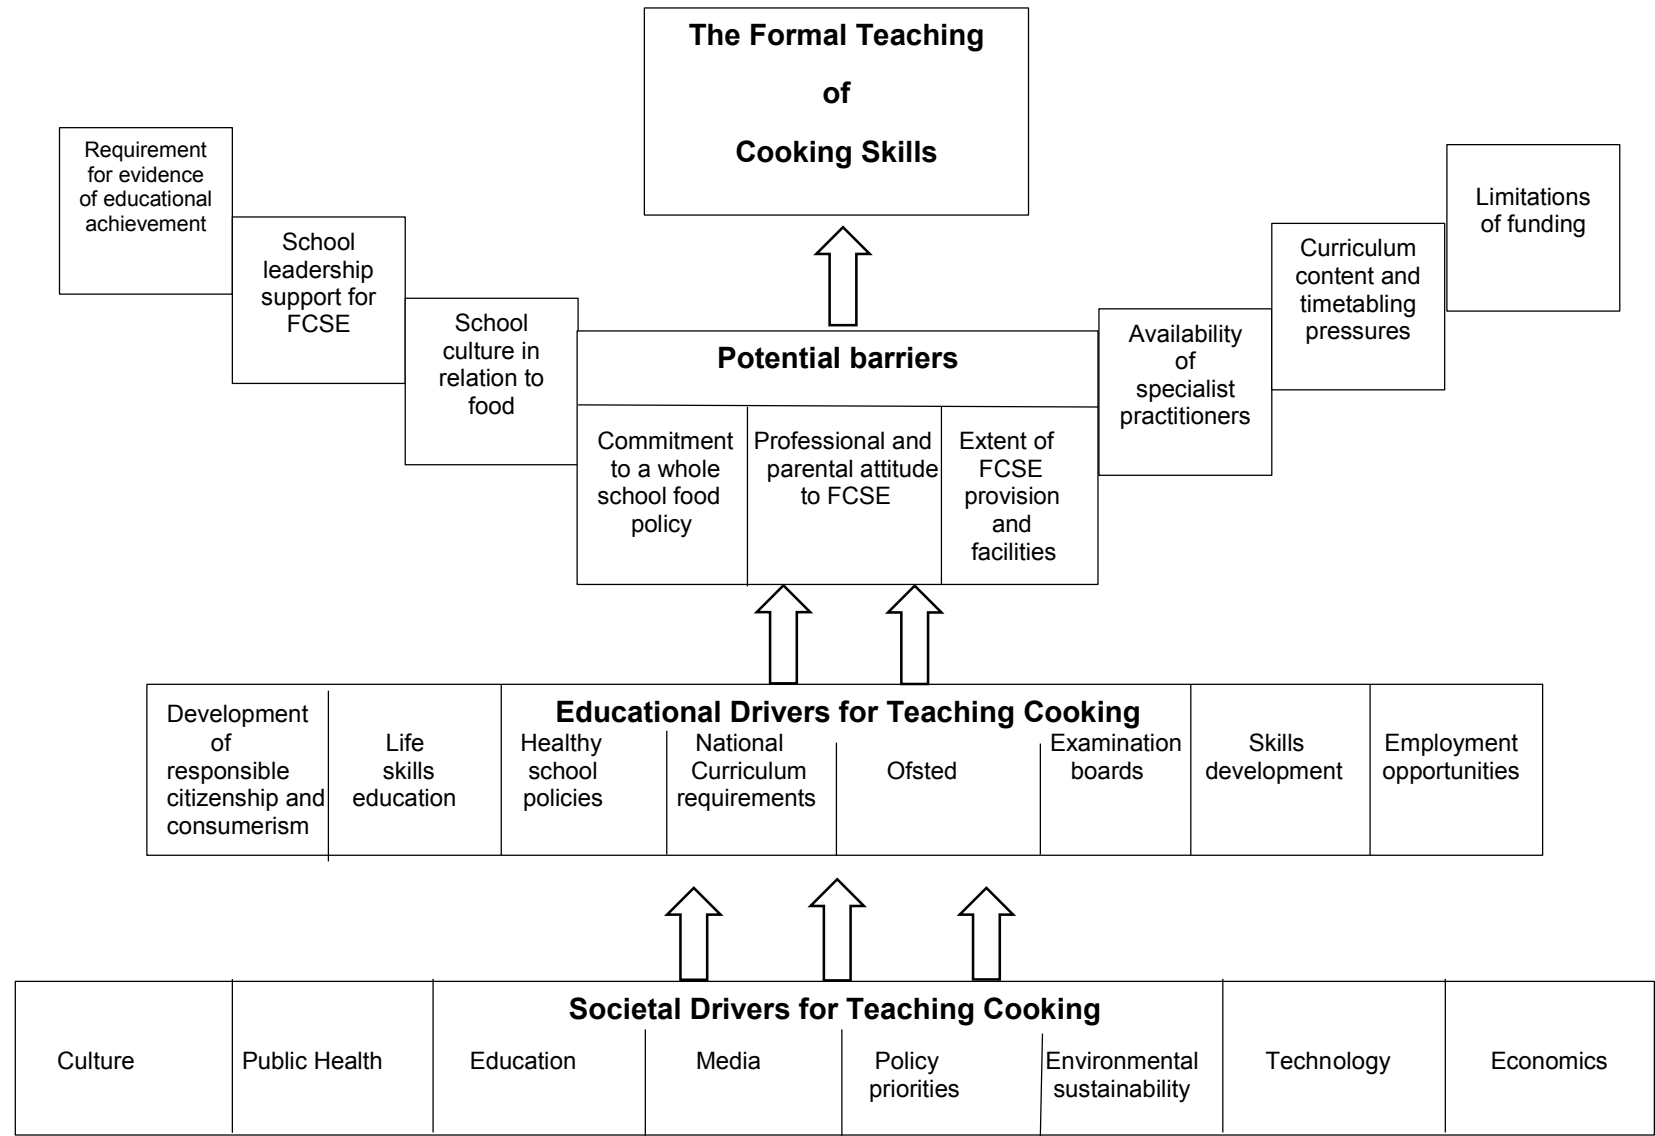 The Formal Teaching
of
Cooking Skills
Requirement
for evidence
of educational
achievement
School
leadership
support for
FCSE
School
culture in
relation to
food
Potential barriers
Commitment
to a whole
school food
policy
Professional and
parental attitude
to FCSE
Extent of
FCSE
provision
and
facilities
Availability
of
specialist
practitioners
Curriculum
content and
timetabling
pressures
Limitations
of funding
Educational Drivers for Teaching Cooking
Development
of
responsible
citizenship and
consumerism
Life
skills
education
Healthy
school
policies
National
Curriculum
requirements
Ofsted
Examination
boards
Skills
development
Employment
opportunities
Societal Drivers for Teaching Cooking
Culture
Public Health
Education
Media
Policy
priorities
Environmental
sustainability
Technology
Economics